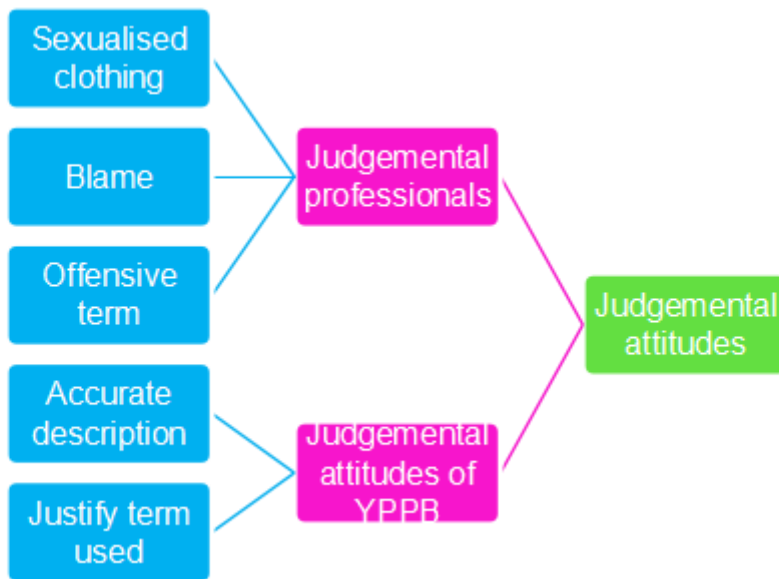 Sexualised
clothing
Blame
Offensive
term
Accurate
description
Justify term
used
Judgemental
professionals
Judgemental
attitudes of
YPPB
Judgemental
attitudes